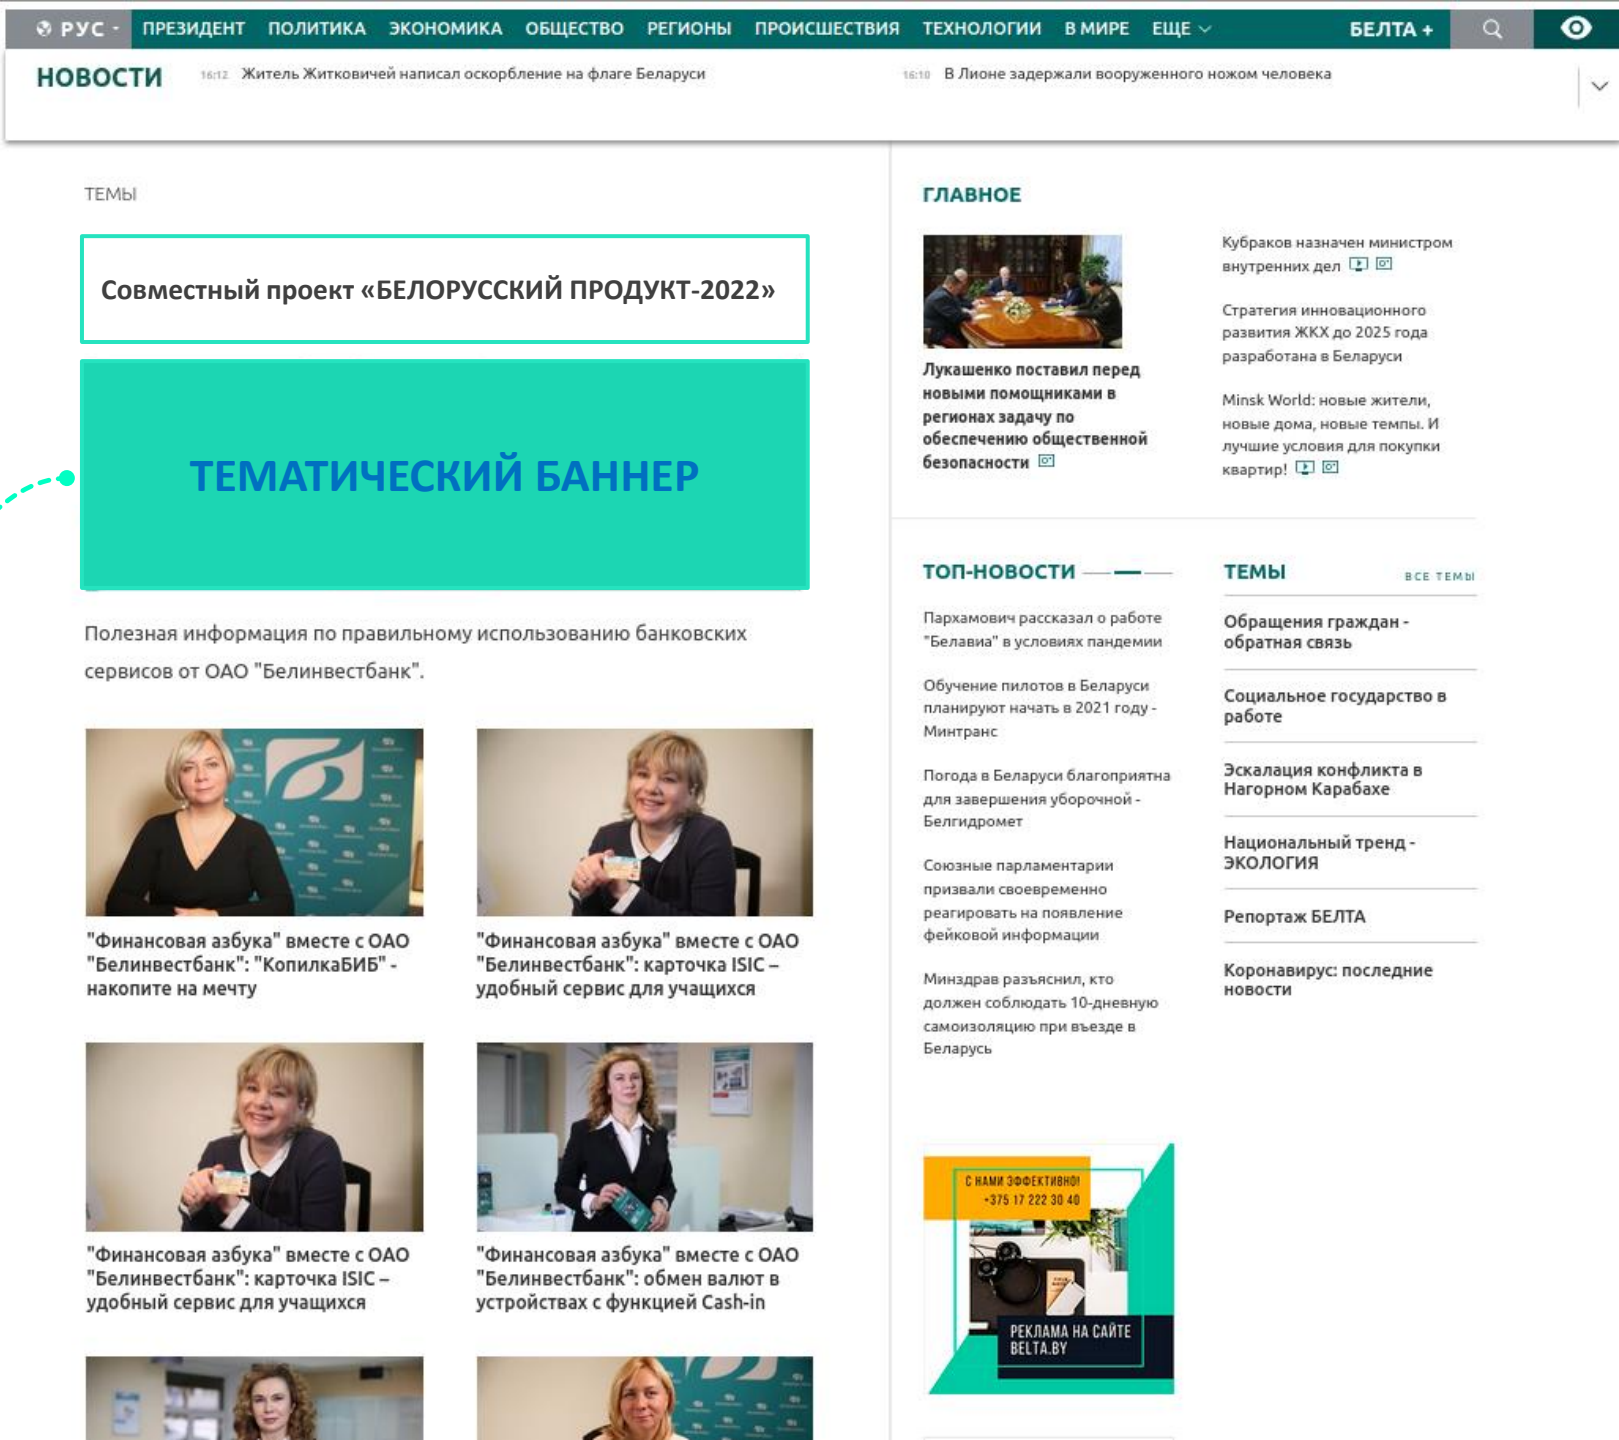 РУС
ПРЕЗИДЕНТ ПОЛИТИКА ЭКОНОМИКА ОБЩЕСТВО РЕГИОНЫ ПРОИСШЕСТВИЯ ТЕХНОЛОГИИ В МИРЕ ЕЩЕ
БЕЛТА +
НОВОСТИ
16:12 Житель Житковичей написал оскорбление на флаге Беларуси
16:10 В Лионе задержали вооруженного ножом человека
ТЕМЫ
Совместный проект «БЕЛОРУССКИЙ ПРОДУКТ-2022»
ТЕМАТИЧЕСКИЙ БАННЕР
Полезная информация по правильному использованию банковских
сервисов от ОАО "Белинвестбанк".
"Финансовая азбука" вместе с ОАО
"Белинвестбанк": "КопилкаБИБ" -
накопите на мечту
"Финансовая азбука" вместе с ОАО
"Белинвестбанк": карточка ISIC –
удобный сервис для учащихся
"Финансовая азбука" вместе с ОАО
"Белинвестбанк": карточка ISIC –
удобный сервис для учащихся
"Финансовая азбука" вместе с ОАО
"Белинвестбанк": обмен валют в
устройствах с функцией Cash-in
ГЛАВНОЕ
Лукашенко поставил перед
новыми помощниками в
регионах задачу по
обеспечению общественной
безопасности
Кубраков назначен министром
внутренних дел
Стратегия инновационного
развития ЖКХ до 2025 года
разработана в Беларуси
Minsk World: новые жители,
новые дома, новые темпы. И
лучшие условия для покупки
квартир!
ТОП-НОВОСТИ
Пархамович рассказал о работе
"Белавиа" в условиях пандемии
Обучение пилотов в Беларуси
планируют начать в 2021 году -
Минтранс
Погода в Беларуси благоприятна
для завершения уборочной -
Белгидромет
Союзные парламентарии
призвали своевременно
реагировать на появление
фейковой информации
Минздрав разъяснил, кто
должен соблюдать 10-дневную
самоизоляцию при въезде в
Беларусь
ТЕМЫ
ВСЕ ТЕМЫ
Обращения граждан -
обратная связь
Социальное государство в
работе
Эскалация конфликта в
Нагорном Карабахе
Национальный тренд -
ЭКОЛОГИЯ
Репортаж БЕЛТА
Коронавирус: последние
новости
С НАМИ ЭФФЕКТИВНО!
+375 17 222 30 40
РЕКЛАМА НА САЙТЕ
BELTA.BY